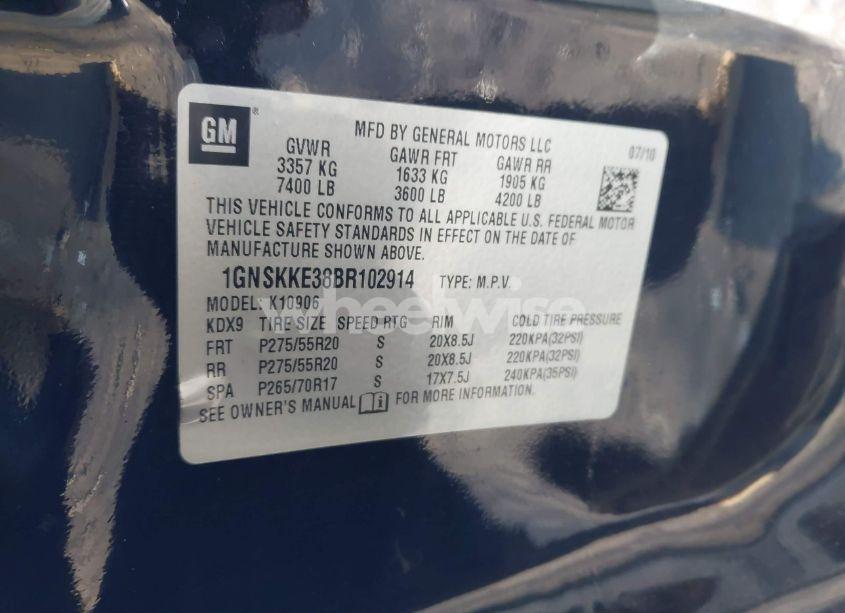 GM ®
MFD BY GENERAL MOTORS LLC
07/10
GVWR GAWR FRT GAWR RR
3357 KG 1633 KG 1905 KG
7400 LB 3600 LB 4200 LB
THIS VEHICLE CONFORMS TO ALL APPLICABLE U.S. FEDERAL MOTOR
VEHICLE SAFETY STANDARDS IN EFFECT ON THE DATE OF
MANUFACTURE SHOWN ABOVE.
1GNSKKE38BR102914 TYPE: M.P.V.
MODEL: K10906
wheelwise
KDX9 TIRE SIZE SPEED RTG RIM COLD TIRE PRESSURE
FRT P275/55R20 S 20X8.5J 220KPA(32PSI)
RR P275/55R20 S 20X8.5J 220KPA(32PSI)
SPA P265/70R17 S 17X7.5J 240KPA(35PSI)
SEE OWNER'S MANUAL FOR MORE INFORMATION.